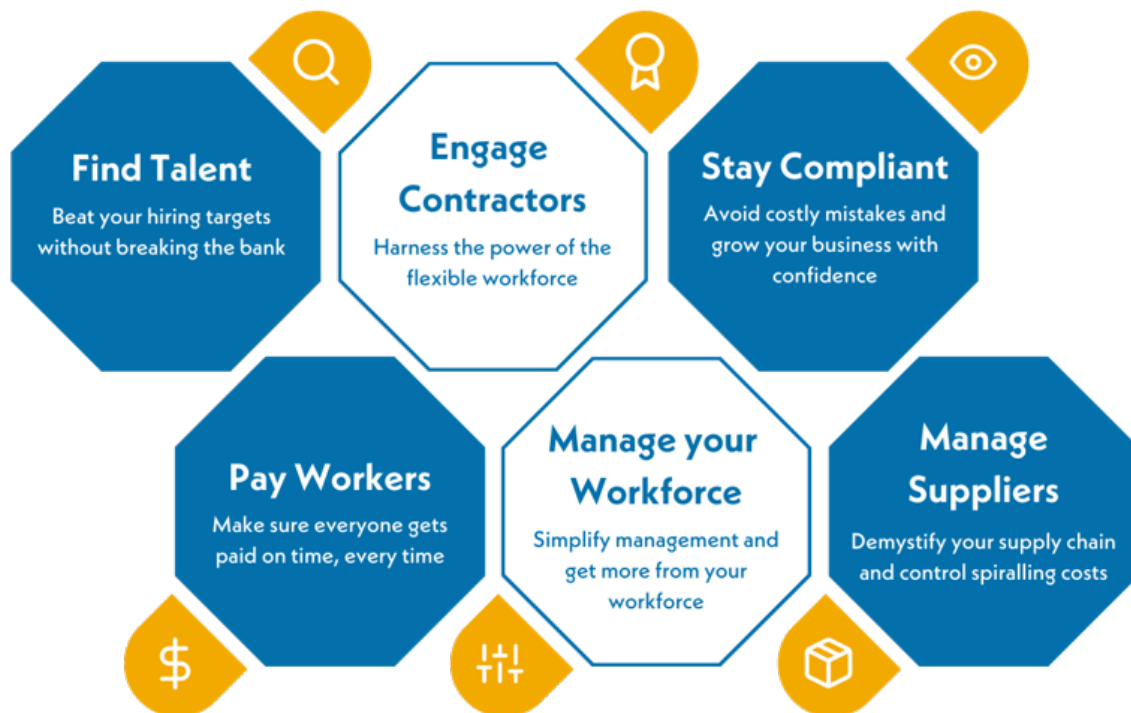 Find Talent
Beat your hiring targets
without breaking the bank
Engage
Contractors
Harness the power of the
flexible workforce
Stay Compliant
Avoid costly mistakes and
grow your business with
confidence
Pay Workers
Make sure everyone gets
paid on time, every time
Manage your
Workforce
Simplify management and
get more from your
workforce
Manage
Suppliers
Demystify your supply chain
and control spiralling costs